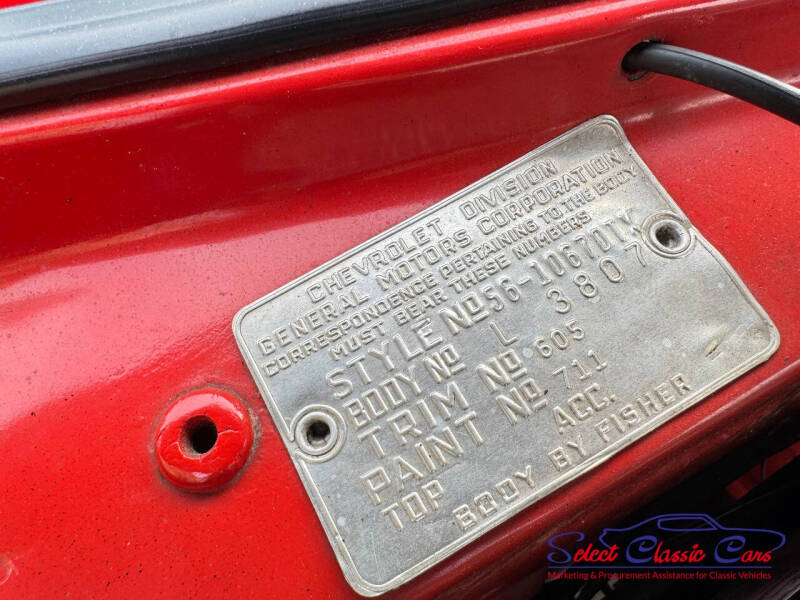 CHEVROLET DIVISION
GENERAL MOTORS CORPORATION
CORRESPONDENCE PERTAINING TO THE BODY
MUST BEAR THESE NUMBERS
STYLE Nº 56-1067DTX
BODY Nº L 3807
TRIM Nº 605
PAINT Nº 711
TOP ACC.
BODY BY FISHER
Select Classic Cars
Marketing & Procurement Assistance for Classic Vehicles